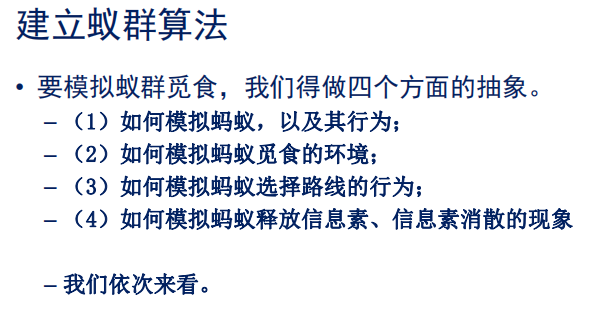 建立蚁群算法
• 要模拟蚁群觅食，我们得做四个方面的抽象。
– （1）如何模拟蚂蚁，以及其行为；
– （2）如何模拟蚂蚁觅食的环境；
– （3）如何模拟蚂蚁选择路线的行为；
– （4）如何模拟蚂蚁释放信息素、信息素消散的现象
– 我们依次来看。